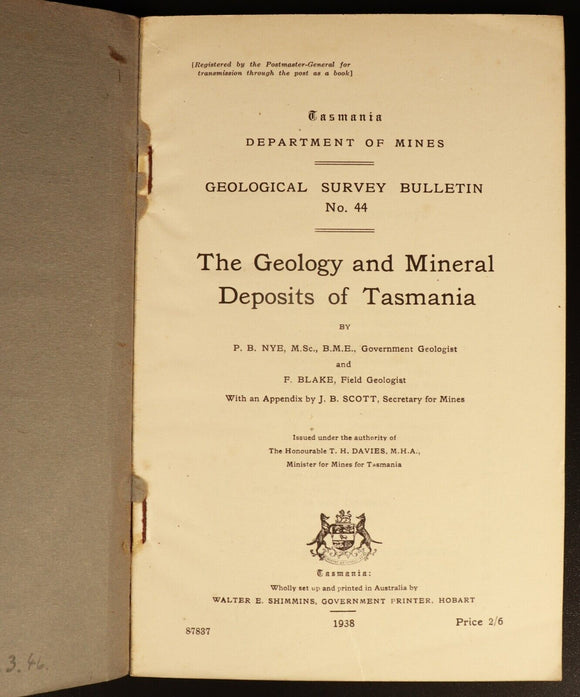 [Registered by the Postmaster-General for
transmission through the post as a book]
Tasmania
DEPARTMENT OF MINES
GEOLOGICAL SURVEY BULLETIN
No. 44
The Geology and Mineral
Deposits of Tasmania
BY
P. B. NYE, M.Sc., B.M.E., Government Geologist
and
F. BLAKE, Field Geologist
With an Appendix by J. B. SCOTT, Secretary for Mines
Issued under the authority of
The Honourable T. H. DAVIES, M.H.A.,
Minister for Mines for Tasmania
Tasmania:
Wholly set up and printed in Australia by
WALTER E. SHIMMINS, GOVERNMENT PRINTER, HOBART
1938
87837
Price 2/6
3.46.